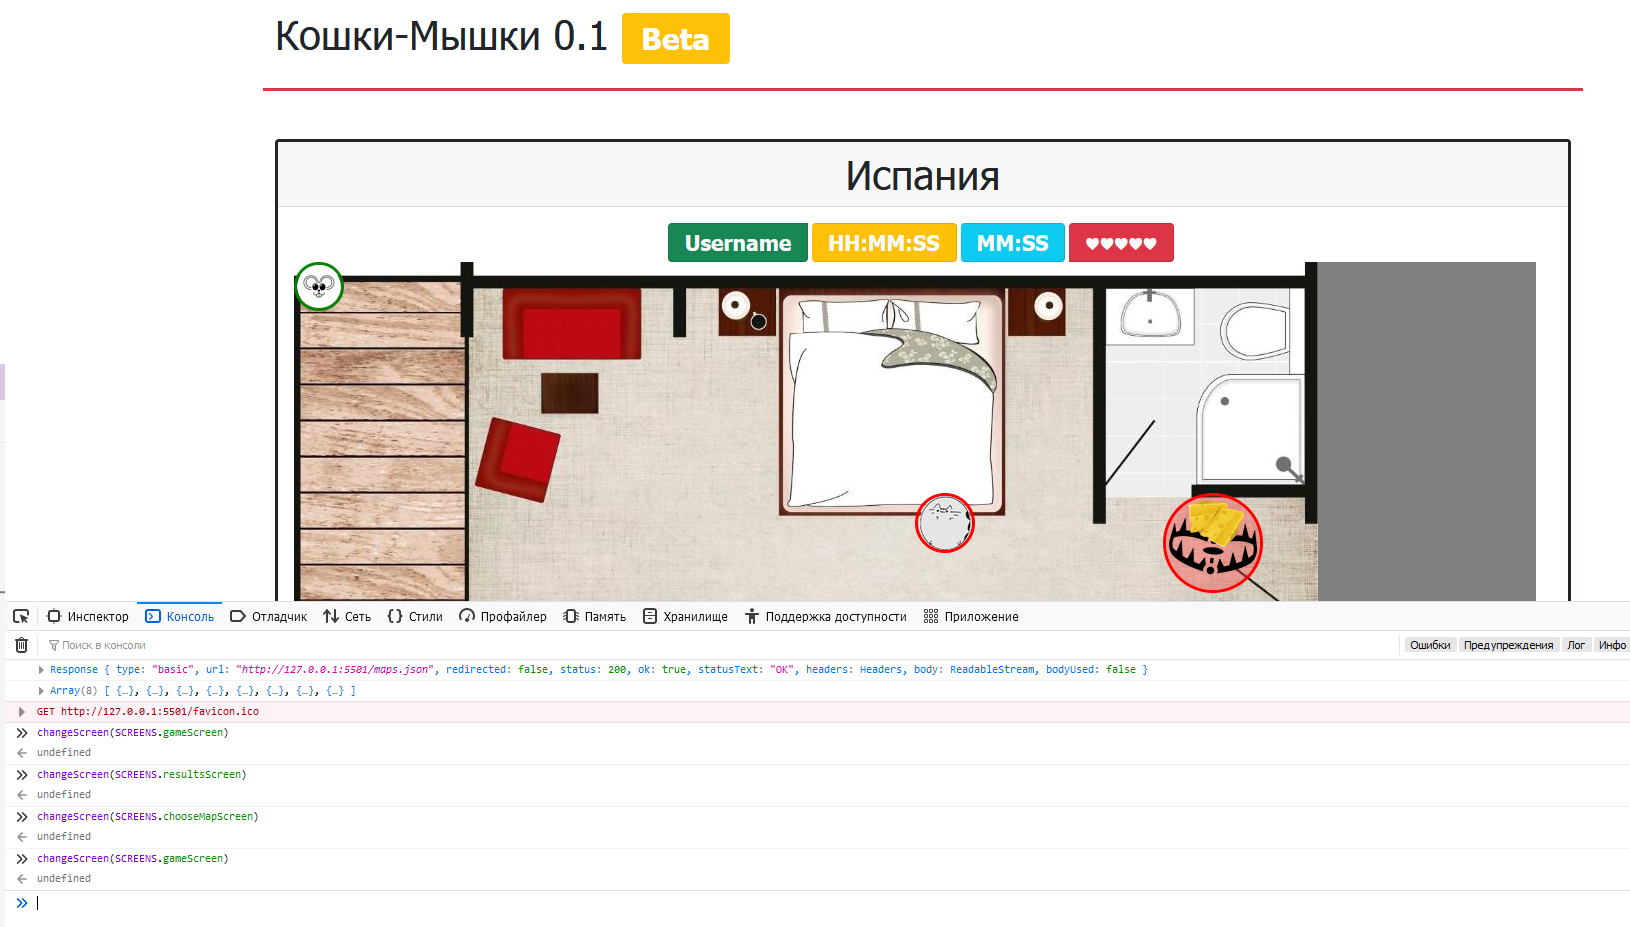 Кошки-Мышки 0.1 Beta
Испания
Username HH:MM:SS MM:SS ♥♥♥♥♥
Инспектор Консоль Отладчик Сеть {} Стили Профайлер Память Хранилище Поддержка доступности Приложение
Поиск в консоли Ошибки Предупреждения Лог Инфо
Response { type: "basic", url: "http://127.0.0.1:5501/maps.json", redirected: false, status: 200, ok: true, statusText: "OK", headers: Headers, body: ReadableStream, bodyUsed: false }
Array(8) [ {…}, {…}, {…}, {…}, {…}, {…}, {…}, {…} ]
GET http://127.0.0.1:5501/favicon.ico
changeScreen(SCREENS.gameScreen)
undefined
changeScreen(SCREENS.resultsScreen)
undefined
changeScreen(SCREENS.chooseMapScreen)
undefined
changeScreen(SCREENS.gameScreen)
undefined